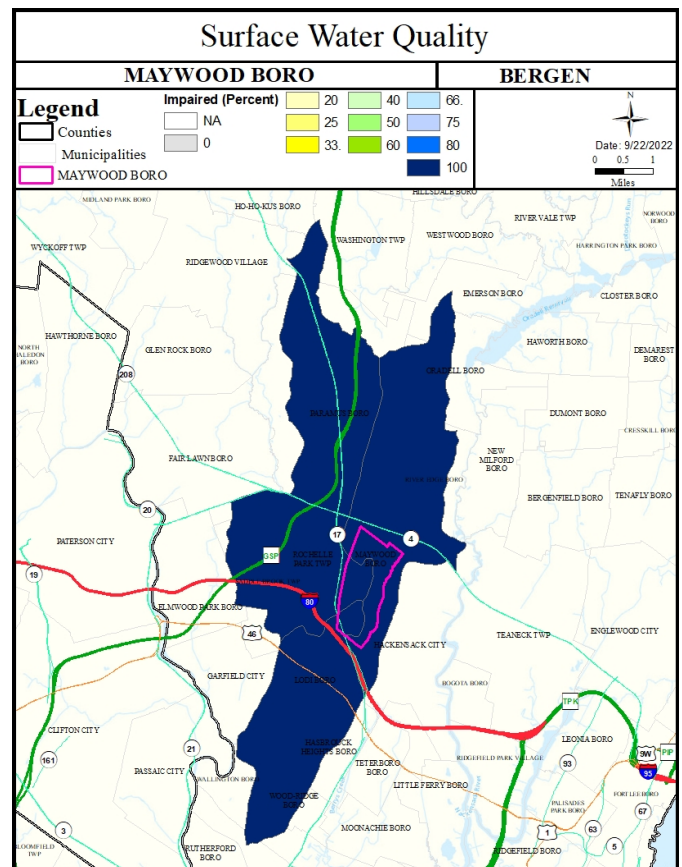 Surface Water Quality
MAYWOOD BORO
BERGEN
Legend
Counties
Municipalities
MAYWOOD BORO
Impaired (Percent)
NA
0
20
25
33.
40
50
60
66.
75
80
100
N
Date: 9/22/2022
0 0.5 1
Miles
MIDLAND PARK BORO
HO-HO-KUS BORO
HILLSDALE BORO
RIVER VALE TWP
NORWOOD
BORO
WYCKOFF TWP
WASHINGTON TWP
WESTWOOD BORO
HARRINGTON PARK BORO
RIDGEWOOD VILLAGE
EMERSON BORO
CLOSTER BORO
HAWTHORNE BORO
NORTH
HALEDON
BORO
GLEN ROCK BORO
HAWORTH BORO
DEMAREST
BORO
ORADELL BORO
208
PARAMUS BORO
DUMONT BORO
CRESSKILL BORO
FAIR LAWN BORO
NEW
MILFORD
BORO
RIVER EDGE BORO
BERGENFIELD BORO
TENAFLY BORO
20
PATERSON CITY
17
4
GSP
ROCHELLE
PARK TWP
MAYWOOD
BORO
19
SADDLE BROOK TWP
80
ELMWOOD PARK BORO
46
TEANECK TWP
ENGLEWOOD CITY
HACKENSACK CITY
GARFIELD CITY
LODI BORO
BOGOTA BORO
TPK
CLIFTON CITY
21
161
HASBROUCK
HEIGHTS BORO
TETERBORO
BORO
RIDGEFIELD PARK VILLAGE
LEONIA BORO
9W
PIP
93
95
PASSAIC CITY
WALLINGTON BORO
LITTLE FERRY BORO
FORT LEE BORO
WOOD-RIDGE
BORO
PALISADES
PARK BORO
67
MOONACHIE BORO
1
63
3
5
BLOOMFIELD
TWP
RUTHERFORD
BORO
RIDGEFIELD BORO